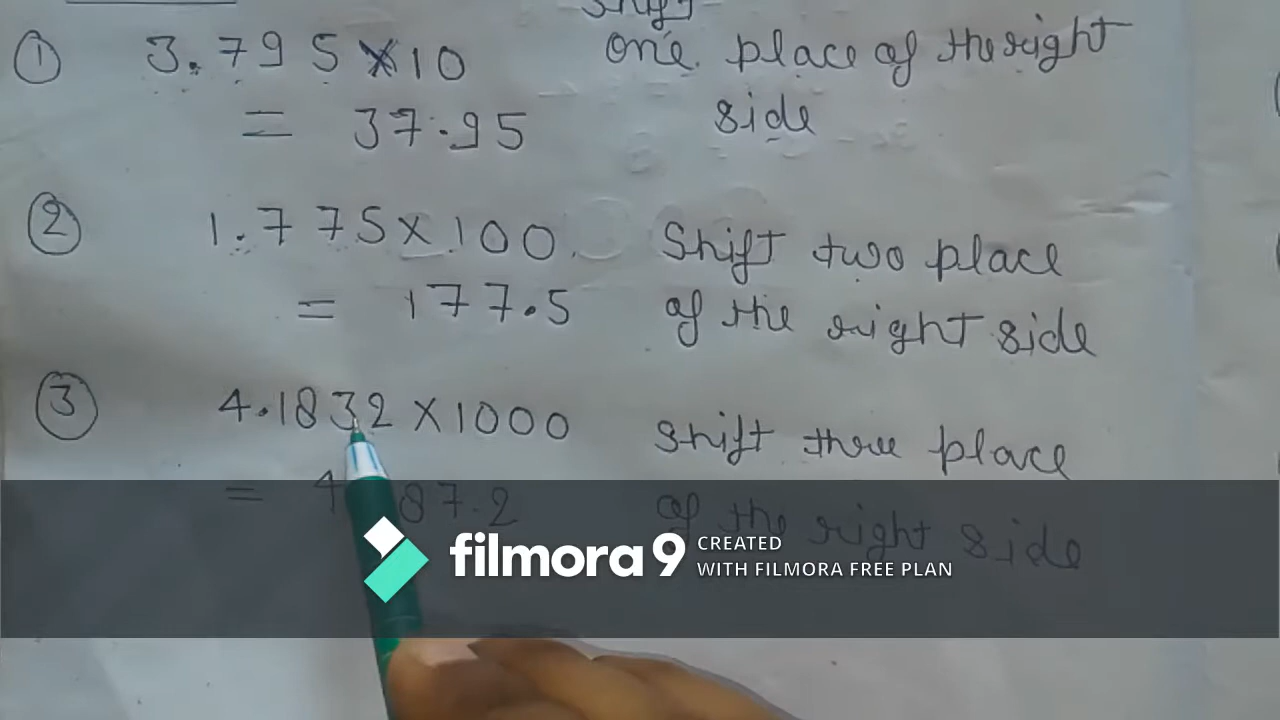 shift
① 3.795×10 one place of the right
= 37.95 side
② 1.775×100 Shift two place
= 177.5 of the right side
③ 4.1832×1000 Shift three place
= 4 87.2 of the right side
filmora 9 CREATED
WITH FILMORA FREE PLAN